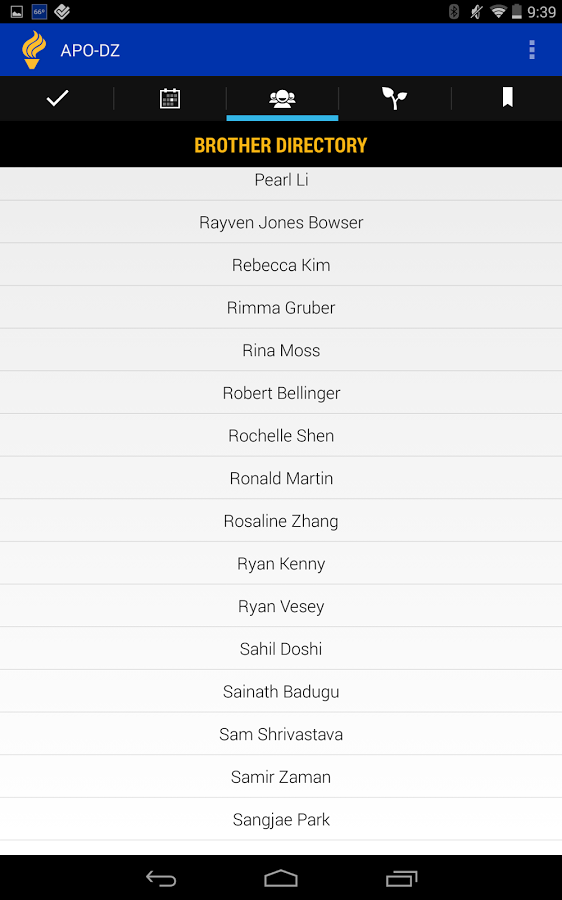 66°
9:39
APO-DZ
BROTHER DIRECTORY
Pearl Li
Rayven Jones Bowser
Rebecca Kim
Rimma Gruber
Rina Moss
Robert Bellinger
Rochelle Shen
Ronald Martin
Rosaline Zhang
Ryan Kenny
Ryan Vesey
Sahil Doshi
Sainath Badugu
Sam Shrivastava
Samir Zaman
Sangjae Park